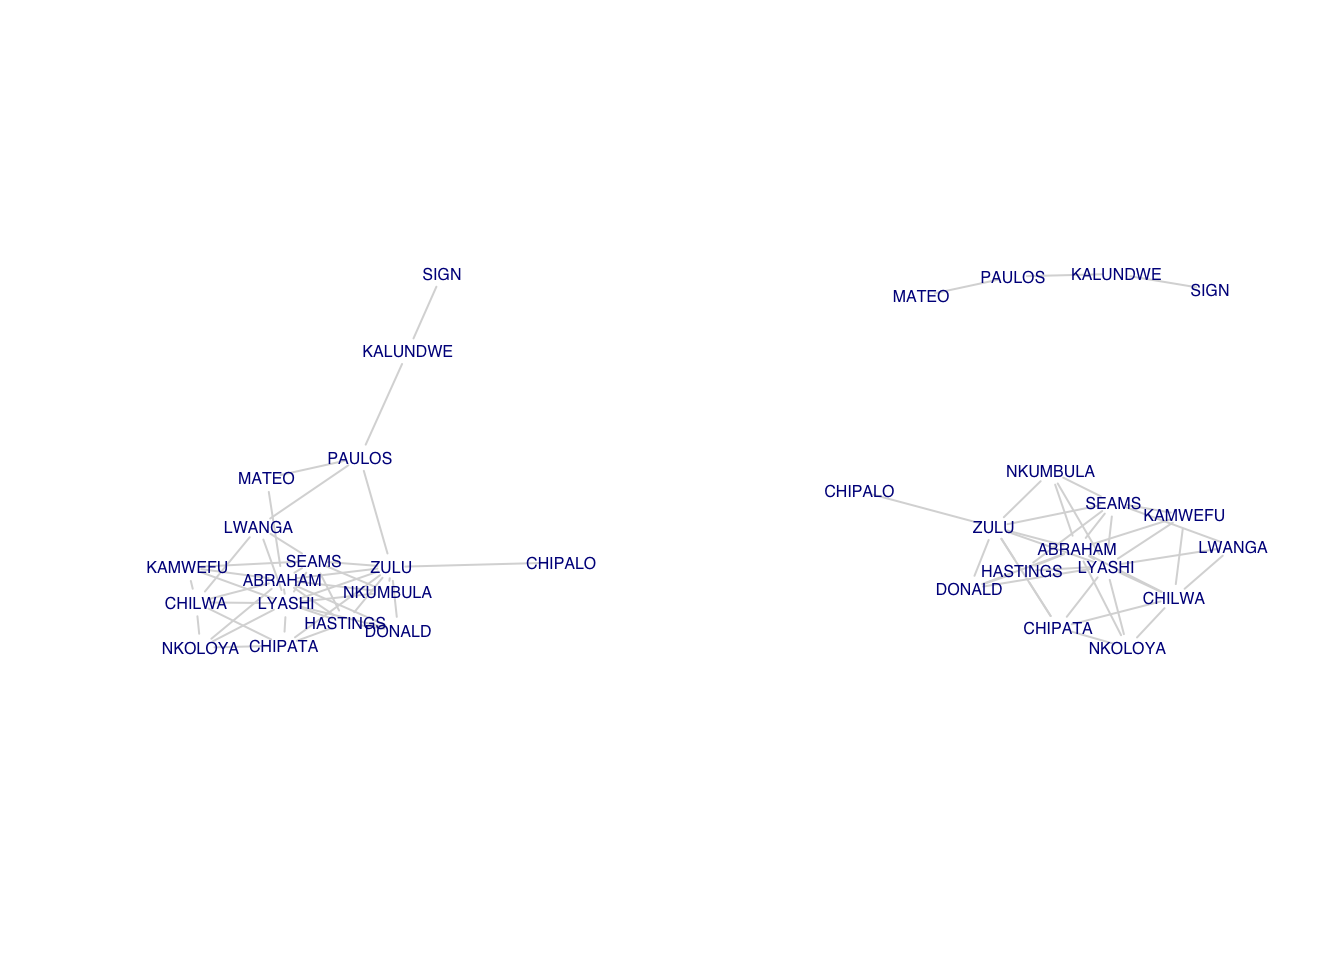 SIGN
KALUNDWE
PAULOS
MATEO
LWANGA
SEAMS
KAMWEFU
ZULU
CHIPALO
ABRAHAM
NKUMBULA
CHILWA
LYASHI
HASTINGS
DONALD
NKOLOYA
CHIPATA
KALUNDWE
PAULOS
SIGN
MATEO
NKUMBULA
CHIPALO
SEAMS
KAMWEFU
ZULU
LWANGA
ABRAHAM
LYASHI
HASTINGS
DONALD
CHILWA
CHIPATA
NKOLOYA